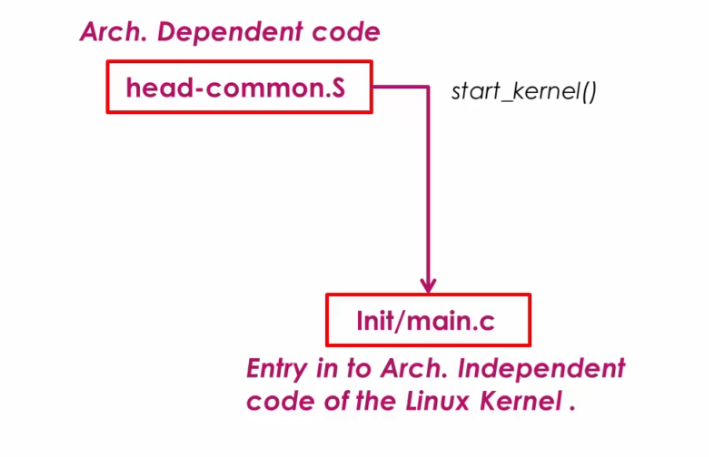 Arch. Dependent code
head-common.S
start_kernel()
Init/main.c
Entry in to Arch. Independent
code of the Linux Kernel .